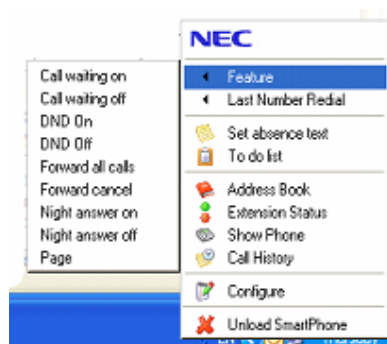 NEC
Feature
Last Number Redial
Set absence text
To do list
Address Book
Extension Status
Show Phone
Call History
Configure
Unload SmartPhone
Call waiting on
Call waiting off
DND On
DND Off
Forward all calls
Forward cancel
Night answer on
Night answer off
Page